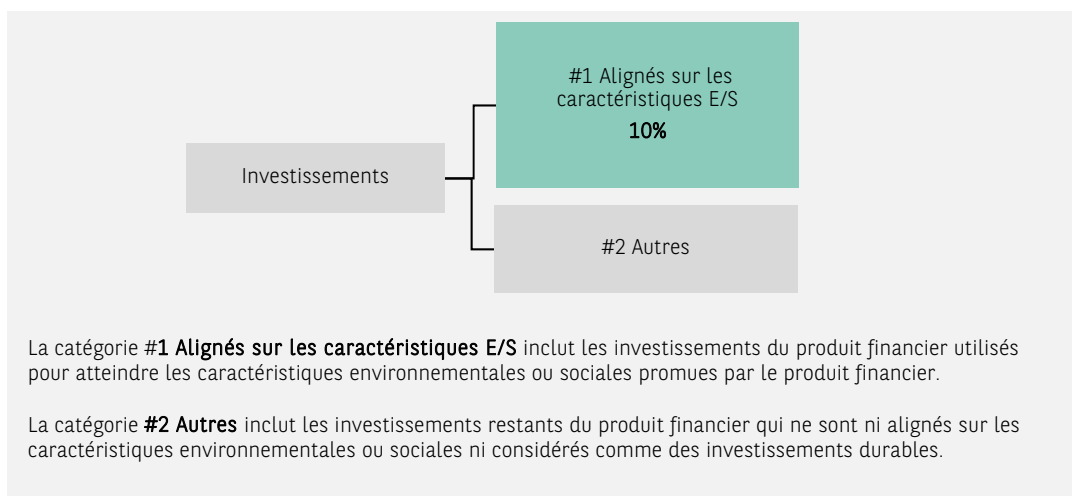 #1 Alignés sur les
caractéristiques E/S
10%
Investissements
#2 Autres
La catégorie #1 Alignés sur les caractéristiques E/S inclut les investissements du produit financier utilisés
pour atteindre les caractéristiques environnementales ou sociales promues par le produit financier.
La catégorie #2 Autres inclut les investissements restants du produit financier qui ne sont ni alignés sur les
caractéristiques environnementales ou sociales ni considérés comme des investissements durables.